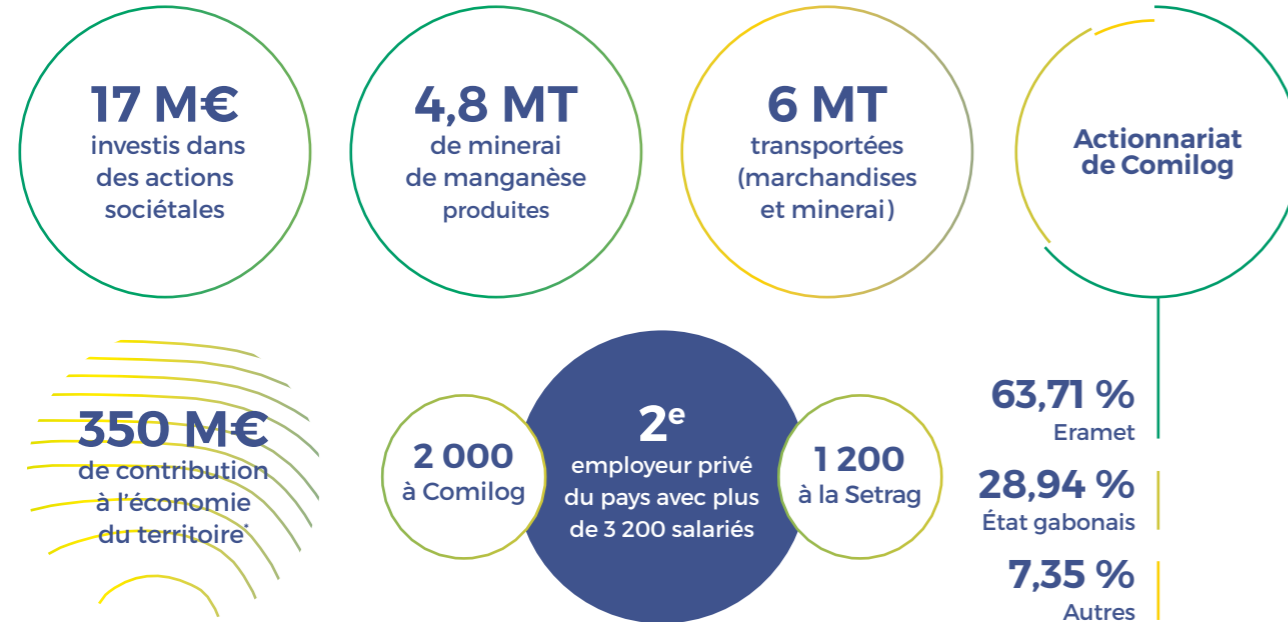 17 M€
investis dans
des actions
sociétales
4,8 MT
de minerai
de manganèse
produites
6 MT
transportées
(marchandises
et minerai)
Actionnariat
de Comilog
350 M€
de contribution
à l'économie
du territoire*
2 000
à Comilog
2e
employeur privé
du pays avec plus
de 3 200 salariés
1 200
à la Setrag
63,71 %
Eramet
28,94 %
État gabonais
7,35 %
Autres